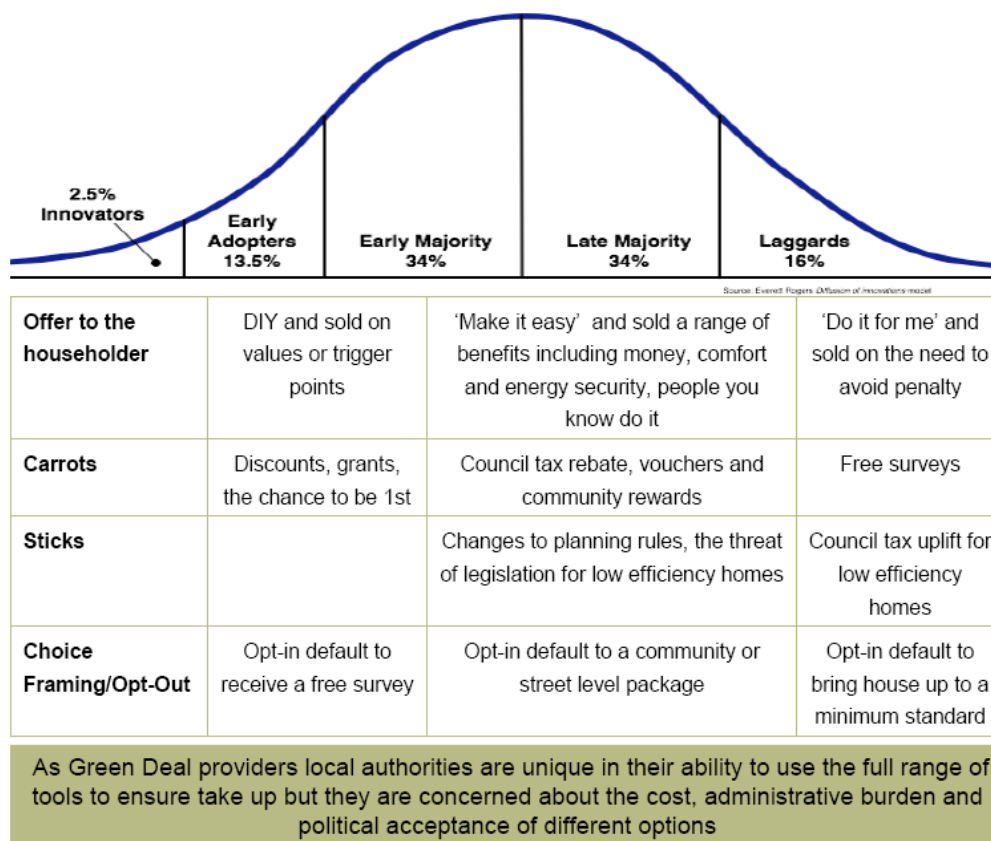 2.5%
Innovators
Early
Adopters
13.5%
Early Majority
34%
Late Majority
34%
Laggards
16%
Source: Everett Rogers Diffusion of innovations model
Offer to the
householder
DIY and sold on
values or trigger
points
‘Make it easy’ and sold a range of
benefits including money, comfort
and energy security, people you
know do it
‘Do it for me’ and
sold on the need to
avoid penalty
Carrots
Discounts, grants,
the chance to be 1st
Council tax rebate, vouchers and
community rewards
Free surveys
Sticks
Changes to planning rules, the threat
of legislation for low efficiency homes
Council tax uplift for
low efficiency
homes
Choice
Framing/Opt-Out
Opt-in default to
receive a free survey
Opt-in default to a community or
street level package
Opt-in default to
bring house up to a
minimum standard
As Green Deal providers local authorities are unique in their ability to use the full range of
tools to ensure take up but they are concerned about the cost, administrative burden and
political acceptance of different options